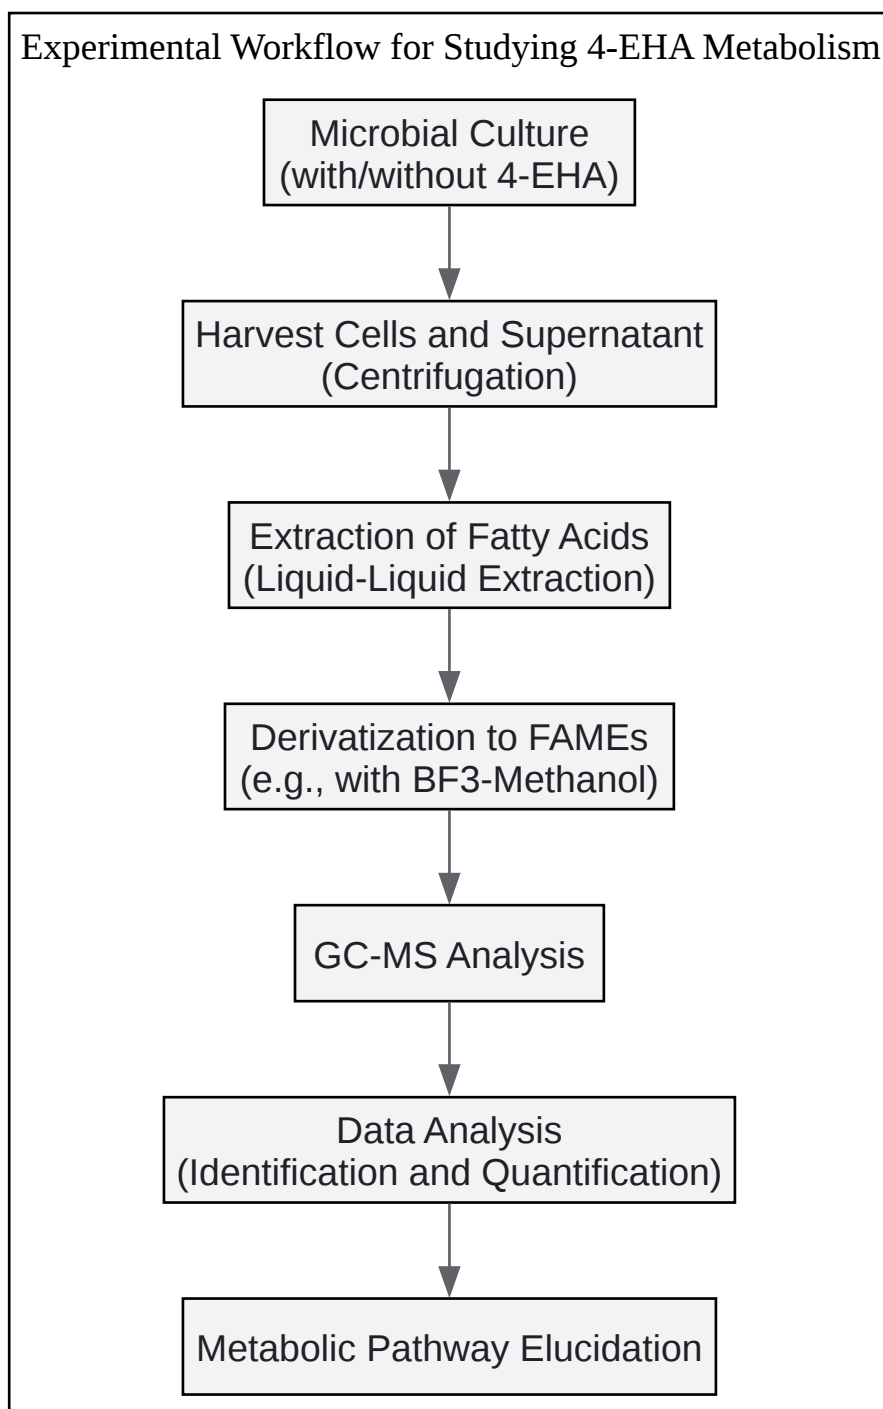 Experimental Workflow for Studying 4-EHA Metabolism
Microbial Culture
(with/without 4-EHA)
Harvest Cells and Supernatant
(Centrifugation)
Extraction of Fatty Acids
(Liquid-Liquid Extraction)
Derivatization to FAMEs
(e.g., with BF3-Methanol)
GC-MS Analysis
Data Analysis
(Identification and Quantification)
Metabolic Pathway Elucidation